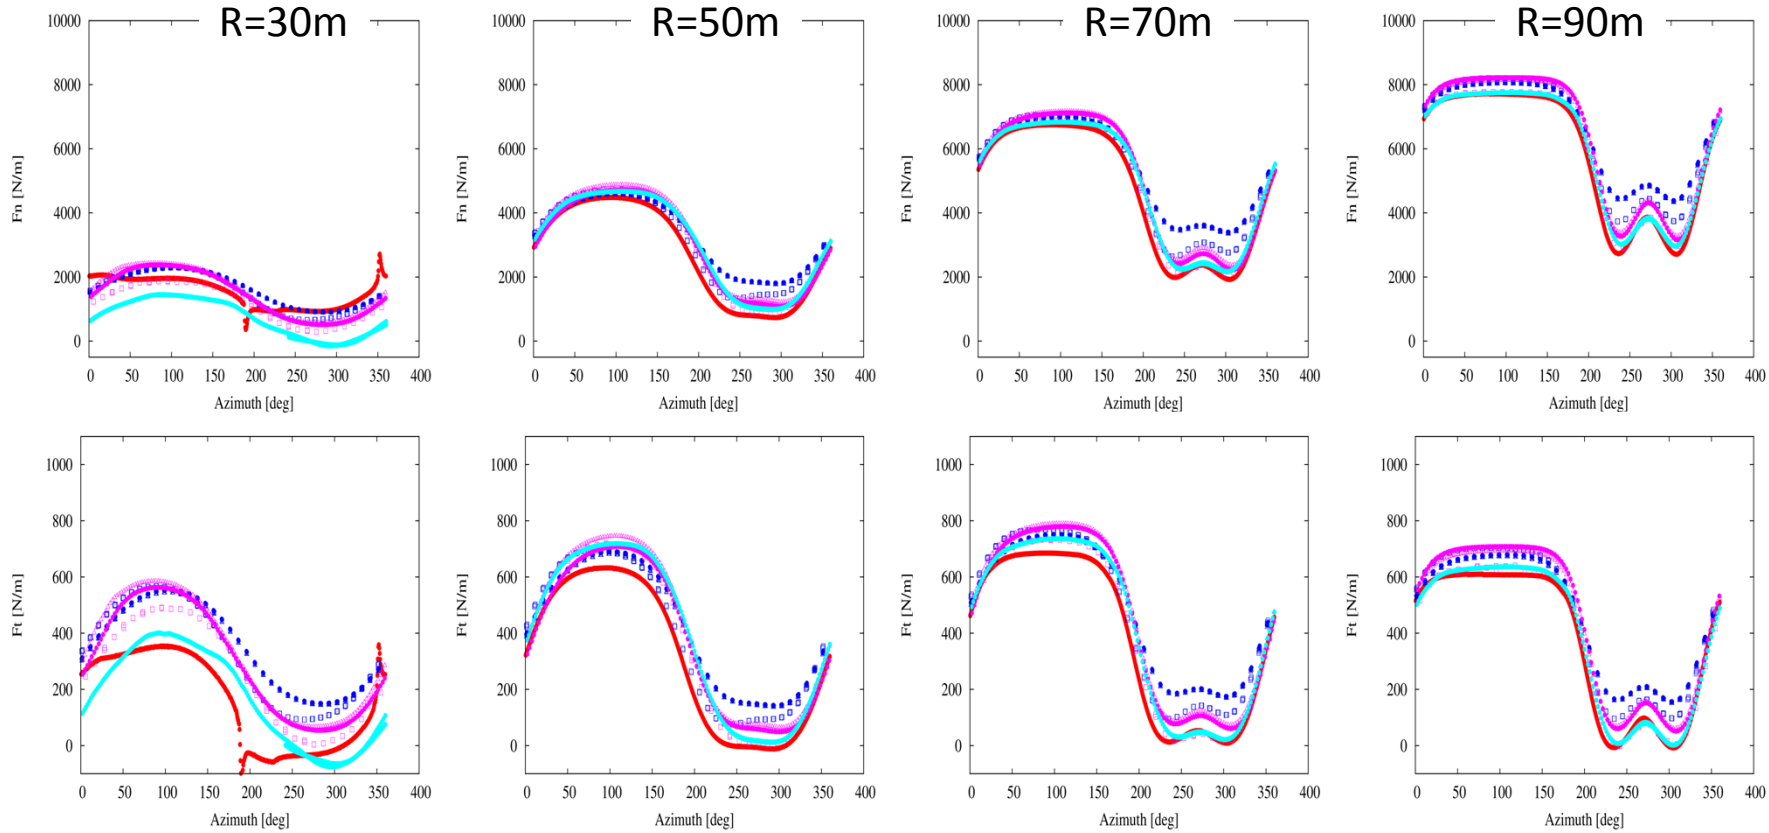 R=30m R=50m R=70m R=90m
10000 10000 10000 10000
8000 8000 8000 8000
6000 6000 6000 6000
4000 4000 4000 4000
2000 2000 2000 2000
0 0 0 0
Fn [N/m] Fn [N/m] Fn [N/m] Fn [N/m]
0 50 100 150 200 250 300 350 400 0 50 100 150 200 250 300 350 400 0 50 100 150 200 250 300 350 400 0 50 100 150 200 250 300 350 400
Azimuth [deg] Azimuth [deg] Azimuth [deg] Azimuth [deg]
1000 1000 1000 1000
800 800 800 800
600 600 600 600
400 400 400 400
200 200 200 200
0 0 0 0
Ft [N/m] Ft [N/m] Ft [N/m] Ft [N/m]
0 50 100 150 200 250 300 350 400 0 50 100 150 200 250 300 350 400 0 50 100 150 200 250 300 350 400 0 50 100 150 200 250 300 350 400
Azimuth [deg] Azimuth [deg] Azimuth [deg] Azimuth [deg]